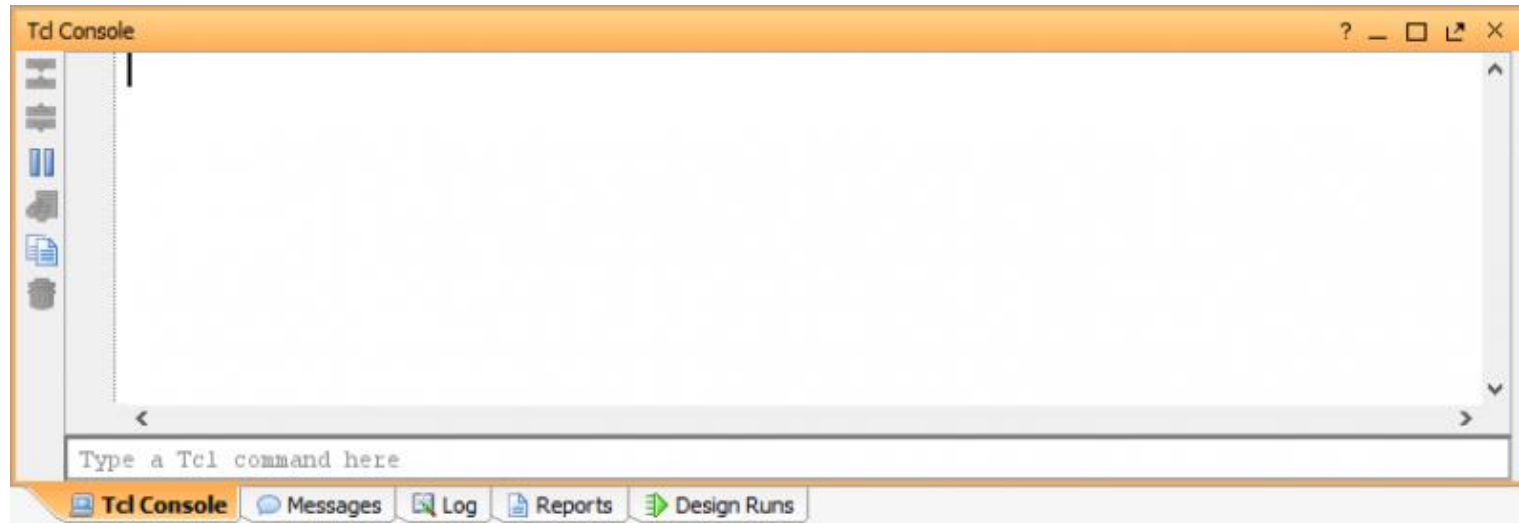 Tcl Console ?
Type a Tcl command here
Tcl Console Messages Log Reports Design Runs